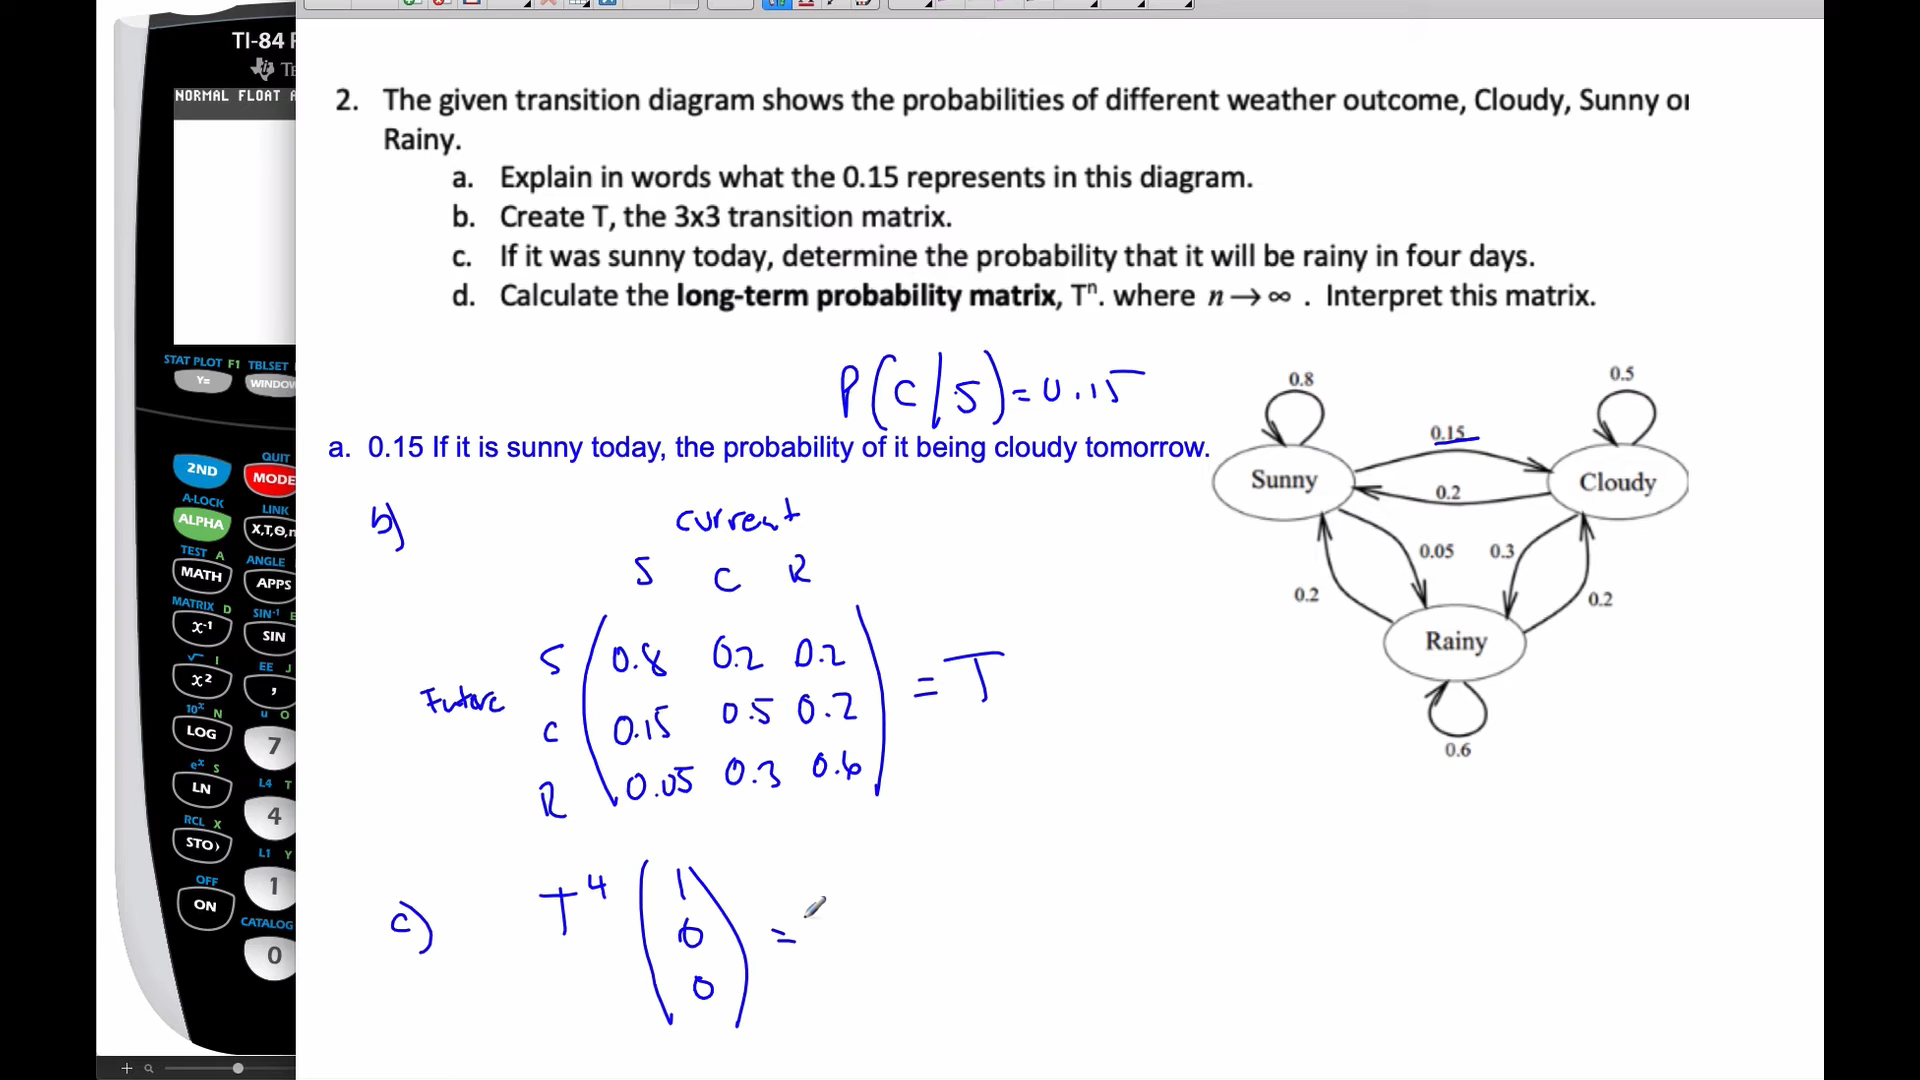 TI-84 P
TE
NORMAL FLOAT A
2. The given transition diagram shows the probabilities of different weather outcome, Cloudy, Sunny or
Rainy.
a. Explain in words what the 0.15 represents in this diagram.
b. Create T, the 3x3 transition matrix.
c. If it was sunny today, determine the probability that it will be rainy in four days.
d. Calculate the long-term probability matrix, Tⁿ. where n → ∞ . Interpret this matrix.
P(C/S) = 0.15
a. 0.15 If it is sunny today, the probability of it being cloudy tomorrow.
b)
current
S C R
S 0.8 0.2 0.2
Future = T
C 0.15 0.5 0.2
R 0.05 0.3 0.6
c) T⁴ (1 0 0) =
0.8
0.5
0.15
Sunny
Cloudy
0.2
0.05
0.3
0.2
0.2
Rainy
0.6
STAT PLOT F1 TBLSET
Y= WINDOW
QUIT
2ND MODE
A-LOCK LINK
ALPHA X,T,Θ,n
TEST A ANGLE
MATH APPS
MATRIX D SIN⁻¹ E
x⁻¹ SIN
√ I EE J
x² ,
10ˣ N u O
LOG 7
eˣ S L4 T
LN 4
RCL X L1 Y
STO› 1
OFF CATALOG
ON 0